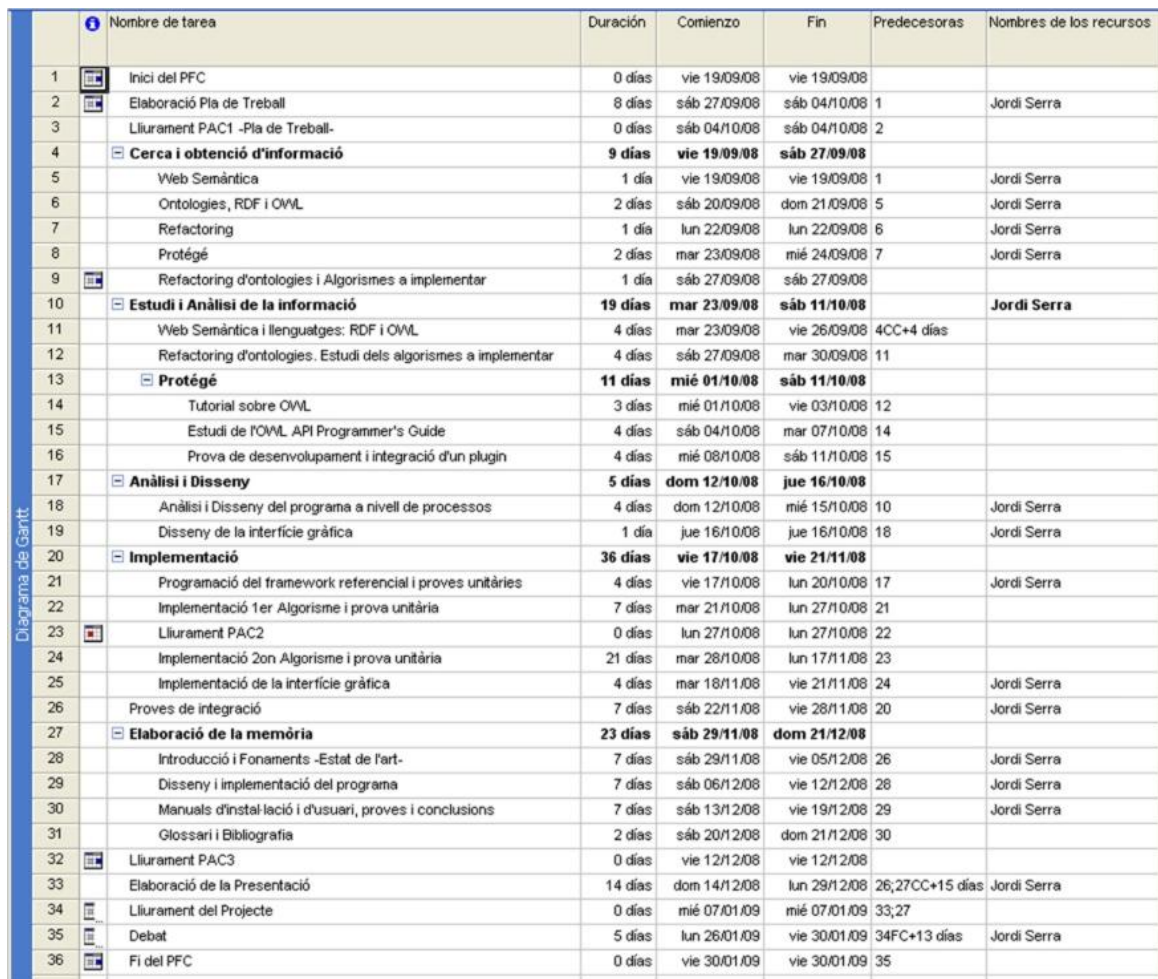 Nombre de tarea Duración Comienzo Fin Predecesoras Nombres de los recursos
1 Inici del PFC 0 días vie 19/09/08 vie 19/09/08
2 Elaboració Pla de Treball 8 días sáb 27/09/08 sáb 04/10/08 1 Jordi Serra
3 Lliurament PAC1 -Pla de Treball- 0 días sáb 04/10/08 sáb 04/10/08 2
4 Cerca i obtenció d'informació 9 días vie 19/09/08 sáb 27/09/08
5 Web Semàntica 1 día vie 19/09/08 vie 19/09/08 1 Jordi Serra
6 Ontologies, RDF i OWL 2 días sáb 20/09/08 dom 21/09/08 5 Jordi Serra
7 Refactoring 1 día lun 22/09/08 lun 22/09/08 6 Jordi Serra
8 Protégé 2 días mar 23/09/08 mié 24/09/08 7 Jordi Serra
9 Refactoring d'ontologies i Algorismes a implementar 1 día sáb 27/09/08 sáb 27/09/08
10 Estudi i Anàlisi de la informació 19 días mar 23/09/08 sáb 11/10/08 Jordi Serra
11 Web Semàntica i llenguatges: RDF i OWL 4 días mar 23/09/08 vie 26/09/08 4CC+4 días
12 Refactoring d'ontologies. Estudi dels algorismes a implementar 4 días sáb 27/09/08 mar 30/09/08 11
13 Protégé 11 días mié 01/10/08 sáb 11/10/08
14 Tutorial sobre OWL 3 días mié 01/10/08 vie 03/10/08 12
15 Estudi de l'OWL API Programmer's Guide 4 días sáb 04/10/08 mar 07/10/08 14
16 Prova de desenvolupament i integració d'un plugin 4 días mié 08/10/08 sáb 11/10/08 15
17 Anàlisi i Disseny 5 días dom 12/10/08 jue 16/10/08
18 Anàlisi i Disseny del programa a nivell de processos 4 días dom 12/10/08 mié 15/10/08 10 Jordi Serra
19 Disseny de la interfície gràfica 1 día jue 16/10/08 jue 16/10/08 18 Jordi Serra
20 Implementació 36 días vie 17/10/08 vie 21/11/08
21 Programació del framework referencial i proves unitàries 4 días vie 17/10/08 lun 20/10/08 17 Jordi Serra
22 Implementació 1er Algorisme i prova unitària 7 días mar 21/10/08 lun 27/10/08 21
23 Lliurament PAC2 0 días lun 27/10/08 lun 27/10/08 22
24 Implementació 2on Algorisme i prova unitària 21 días mar 28/10/08 lun 17/11/08 23
25 Implementació de la interfície gràfica 4 días mar 18/11/08 vie 21/11/08 24 Jordi Serra
26 Proves de integració 7 días sáb 22/11/08 vie 28/11/08 20 Jordi Serra
27 Elaboració de la memòria 23 días sáb 29/11/08 dom 21/12/08
28 Introducció i Fonaments -Estat de l'art- 7 días sáb 29/11/08 vie 05/12/08 26 Jordi Serra
29 Disseny i implementació del programa 7 días sáb 06/12/08 vie 12/12/08 28 Jordi Serra
30 Manuals d'instal·lació i d'usuari, proves i conclusions 7 días sáb 13/12/08 vie 19/12/08 29 Jordi Serra
31 Glossari i Bibliografia 2 días sáb 20/12/08 dom 21/12/08 30
32 Lliurament PAC3 0 días vie 12/12/08 vie 12/12/08
33 Elaboració de la Presentació 14 días dom 14/12/08 lun 29/12/08 26;27CC+15 días Jordi Serra
34 Lliurament del Projecte 0 días mié 07/01/09 mié 07/01/09 33;27
35 Debat 5 días lun 26/01/09 vie 30/01/09 34FC+13 días Jordi Serra
36 Fi del PFC 0 días vie 30/01/09 vie 30/01/09 35
Diagrama de Gantt